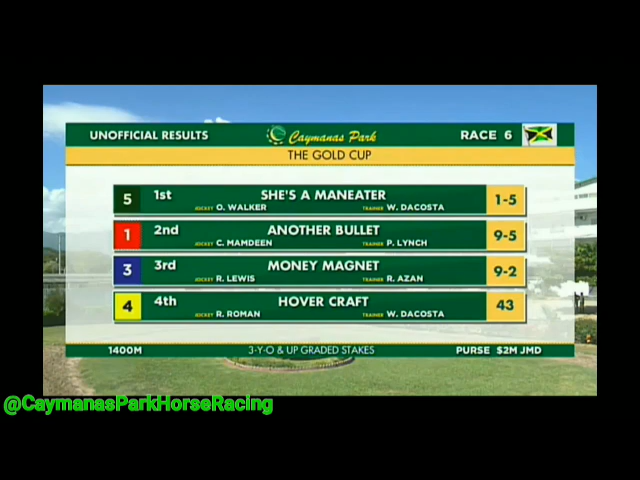 UNOFFICIAL RESULTS Caymanas Park RACE 6
THE GOLD CUP
5 1st SHE'S A MANEATER 1-5
JOCKEY O. WALKER TRAINER W. DACOSTA
1 2nd ANOTHER BULLET 9-5
JOCKEY C. MAMDEEN TRAINER P. LYNCH
3 3rd MONEY MAGNET 9-2
JOCKEY R. LEWIS TRAINER R. AZAN
4 4th HOVER CRAFT 43
JOCKEY R. ROMAN TRAINER W. DACOSTA
1400M 3-Y-O & UP GRADED STAKES PURSE $2M JMD
@CaymanasParkHorseRacing